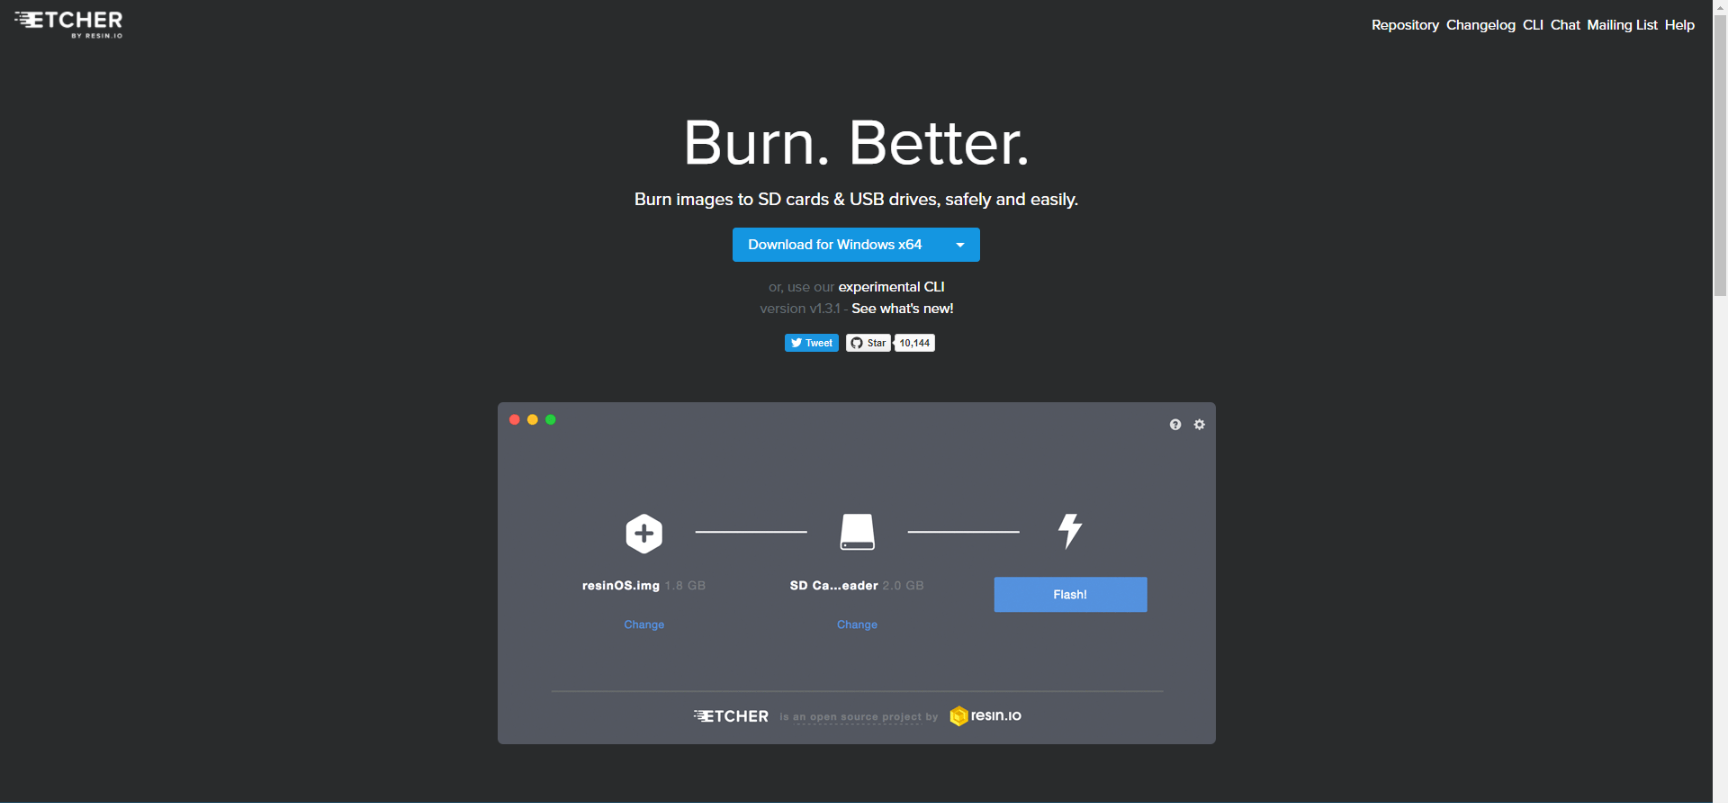 ETCHER
BY RESIN.IO
Repository Changelog CLI Chat Mailing List Help
Burn. Better.
Burn images to SD cards & USB drives, safely and easily.
Download for Windows x64
or, use our experimental CLI
version v1.3.1 - See what's new!
Tweet Star 10,144
resinOS.img 1.8 GB SD Ca...eader 2.0 GB Flash!
Change Change
ETCHER is an open source project by resin.io